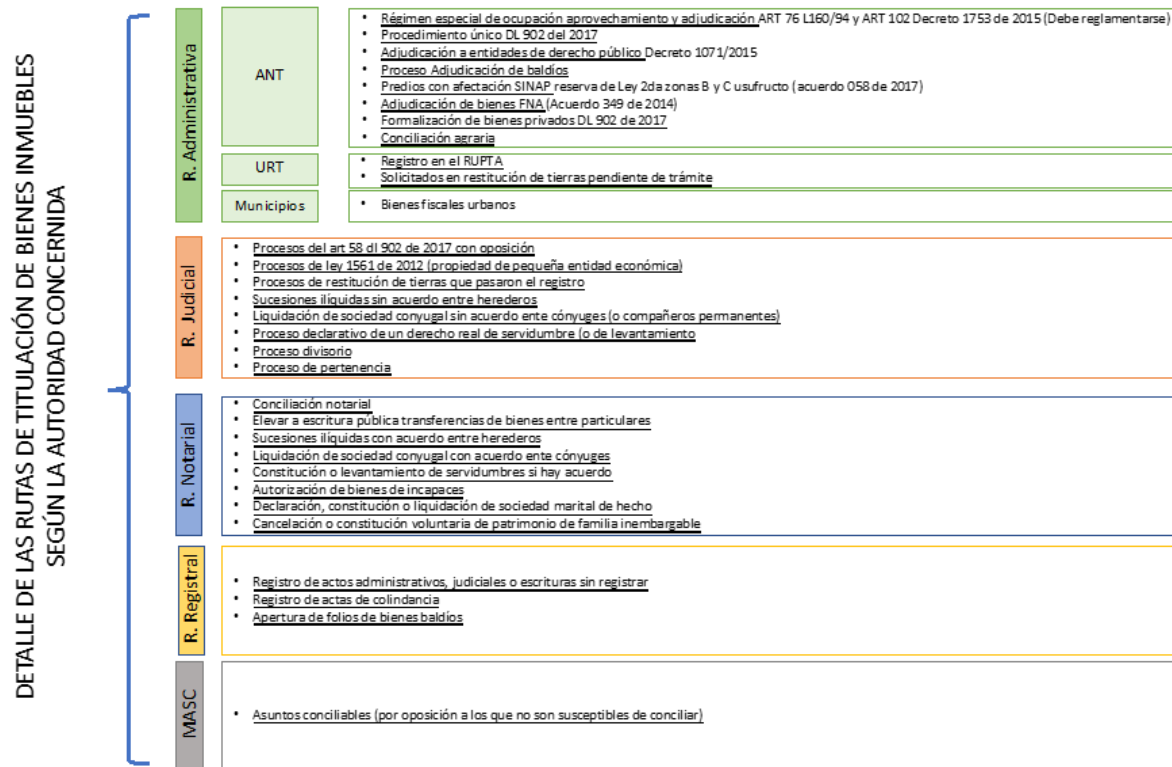 DETALLE DE LAS RUTAS DE TITULACIÓN DE BIENES INMUEBLES
SEGÚN LA AUTORIDAD CONCERNIDA
R. Administrativa
ANT
• Régimen especial de ocupación aprovechamiento y adjudicación ART 76 L160/94 y ART 102 Decreto 1753 de 2015 (Debe reglamentarse)
• Procedimiento único DL 902 del 2017
• Adjudicación a entidades de derecho público Decreto 1071/2015
• Proceso Adjudicación de baldíos
• Predios con afectación SINAP reserva de Ley 2da zonas B y C usufructo (acuerdo 058 de 2017)
• Adjudicación de bienes FNA (Acuerdo 349 de 2014)
• Formalización de bienes privados DL 902 de 2017
• Conciliación agraria
URT
• Registro en el RUPTA
• Solicitados en restitución de tierras pendiente de trámite
Municipios
• Bienes fiscales urbanos
R. Judicial
• Procesos del art 58 dl 902 de 2017 con oposición
• Procesos de ley 1561 de 2012 (propiedad de pequeña entidad económica)
• Procesos de restitución de tierras que pasaron el registro
• Sucesiones ilíquidas sin acuerdo entre herederos
• Liquidación de sociedad conyugal sin acuerdo ente cónyuges (o compañeros permanentes)
• Proceso declarativo de un derecho real de servidumbre (o de levantamiento
• Proceso divisorio
• Proceso de pertenencia
R. Notarial
• Conciliación notarial
• Elevar a escritura pública transferencias de bienes entre particulares
• Sucesiones ilíquidas con acuerdo entre herederos
• Liquidación de sociedad conyugal con acuerdo ente cónyuges
• Constitución o levantamiento de servidumbres si hay acuerdo
• Autorización de bienes de incapaces
• Declaración, constitución o liquidación de sociedad marital de hecho
• Cancelación o constitución voluntaria de patrimonio de familia inembargable
R. Registral
• Registro de actos administrativos, judiciales o escrituras sin registrar
• Registro de actas de colindancia
• Apertura de folios de bienes baldíos
MASC
• Asuntos conciliables (por oposición a los que no son susceptibles de conciliar)